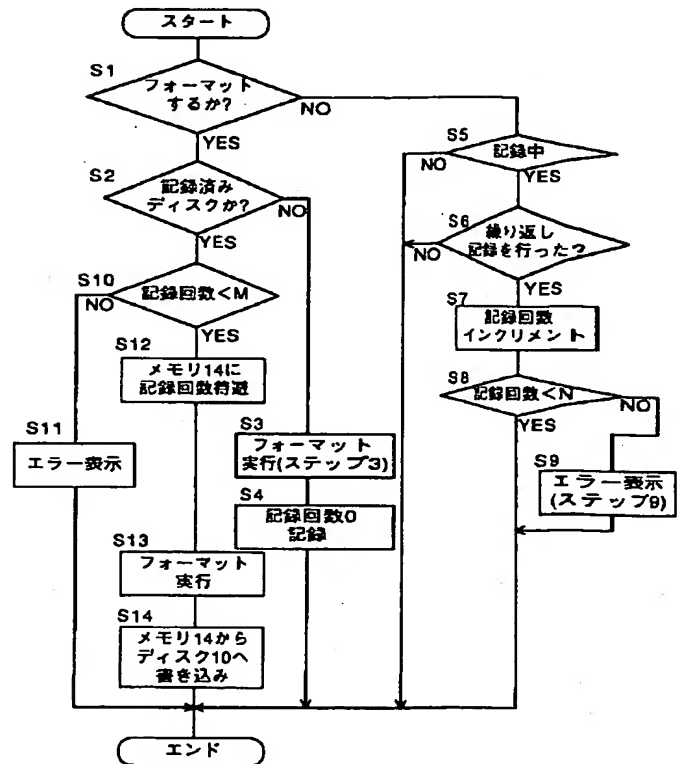 スタート
S1
フォーマット
するか?
NO
YES
S2
記録済み
ディスクか?
NO
YES
S10
記録回数<M
NO
YES
S12
メモリ14に
記録回数待避
S11
エラー表示
S3
フォーマット
実行(ステップ3)
S4
記録回数0
記録
S13
フォーマット
実行
S14
メモリ14から
ディスク10へ
書き込み
エンド
S5
記録中
NO
YES
S6
繰り返し
記録を行った?
NO
YES
S7
記録回数
インクリメント
S8
記録回数<N
NO
YES
S9
エラー表示
(ステップ9)